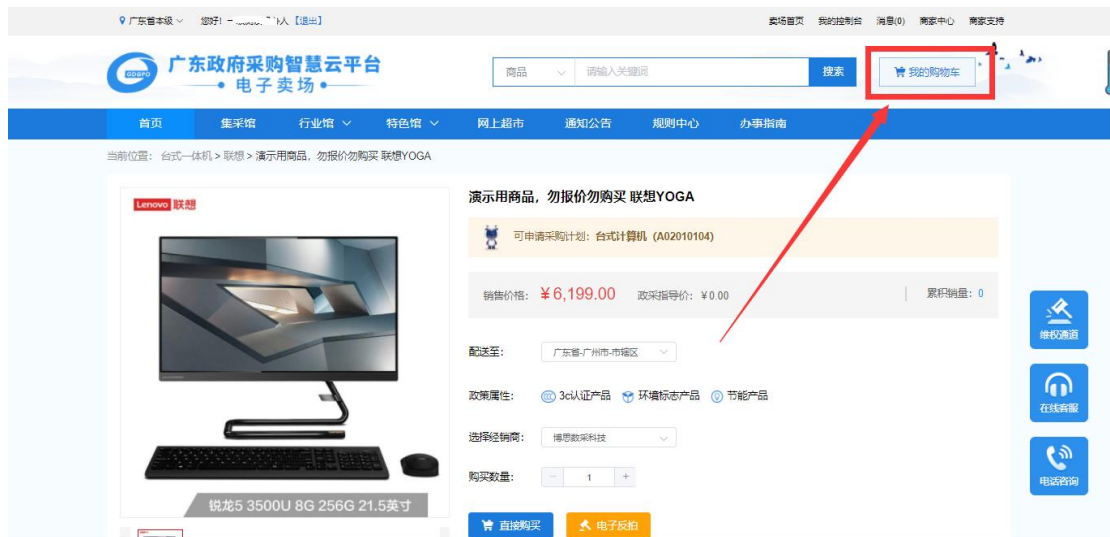 广东省本级
您好!
人【退出】
卖场首页 我的控制台 消息(0) 商家中心 商家支持
GDGPO
广东政府采购智慧云平台
电子卖场
商品 请输入关键词 搜索
我的购物车
首页 集采馆 行业馆 特色馆 网上超市 通知公告 规则中心 办事指南
当前位置: 台式一体机 > 联想 > 演示用商品,勿报价勿购买 联想YOGA
Lenovo 联想
演示用商品,勿报价勿购买 联想YOGA
可申请采购计划:台式计算机 (A02010104)
销售价格: ¥6,199.00 政采指导价: ¥0.00 累积销量: 0
配送至: 广东省-广州市-市辖区
政策属性: 3c认证产品 环境标志产品 节能产品
选择经销商: 博思数采科技
购买数量: - 1 +
锐龙5 3500U 8G 256G 21.5英寸
直接购买 电子反拍
维权通道
在线客服
电话咨询